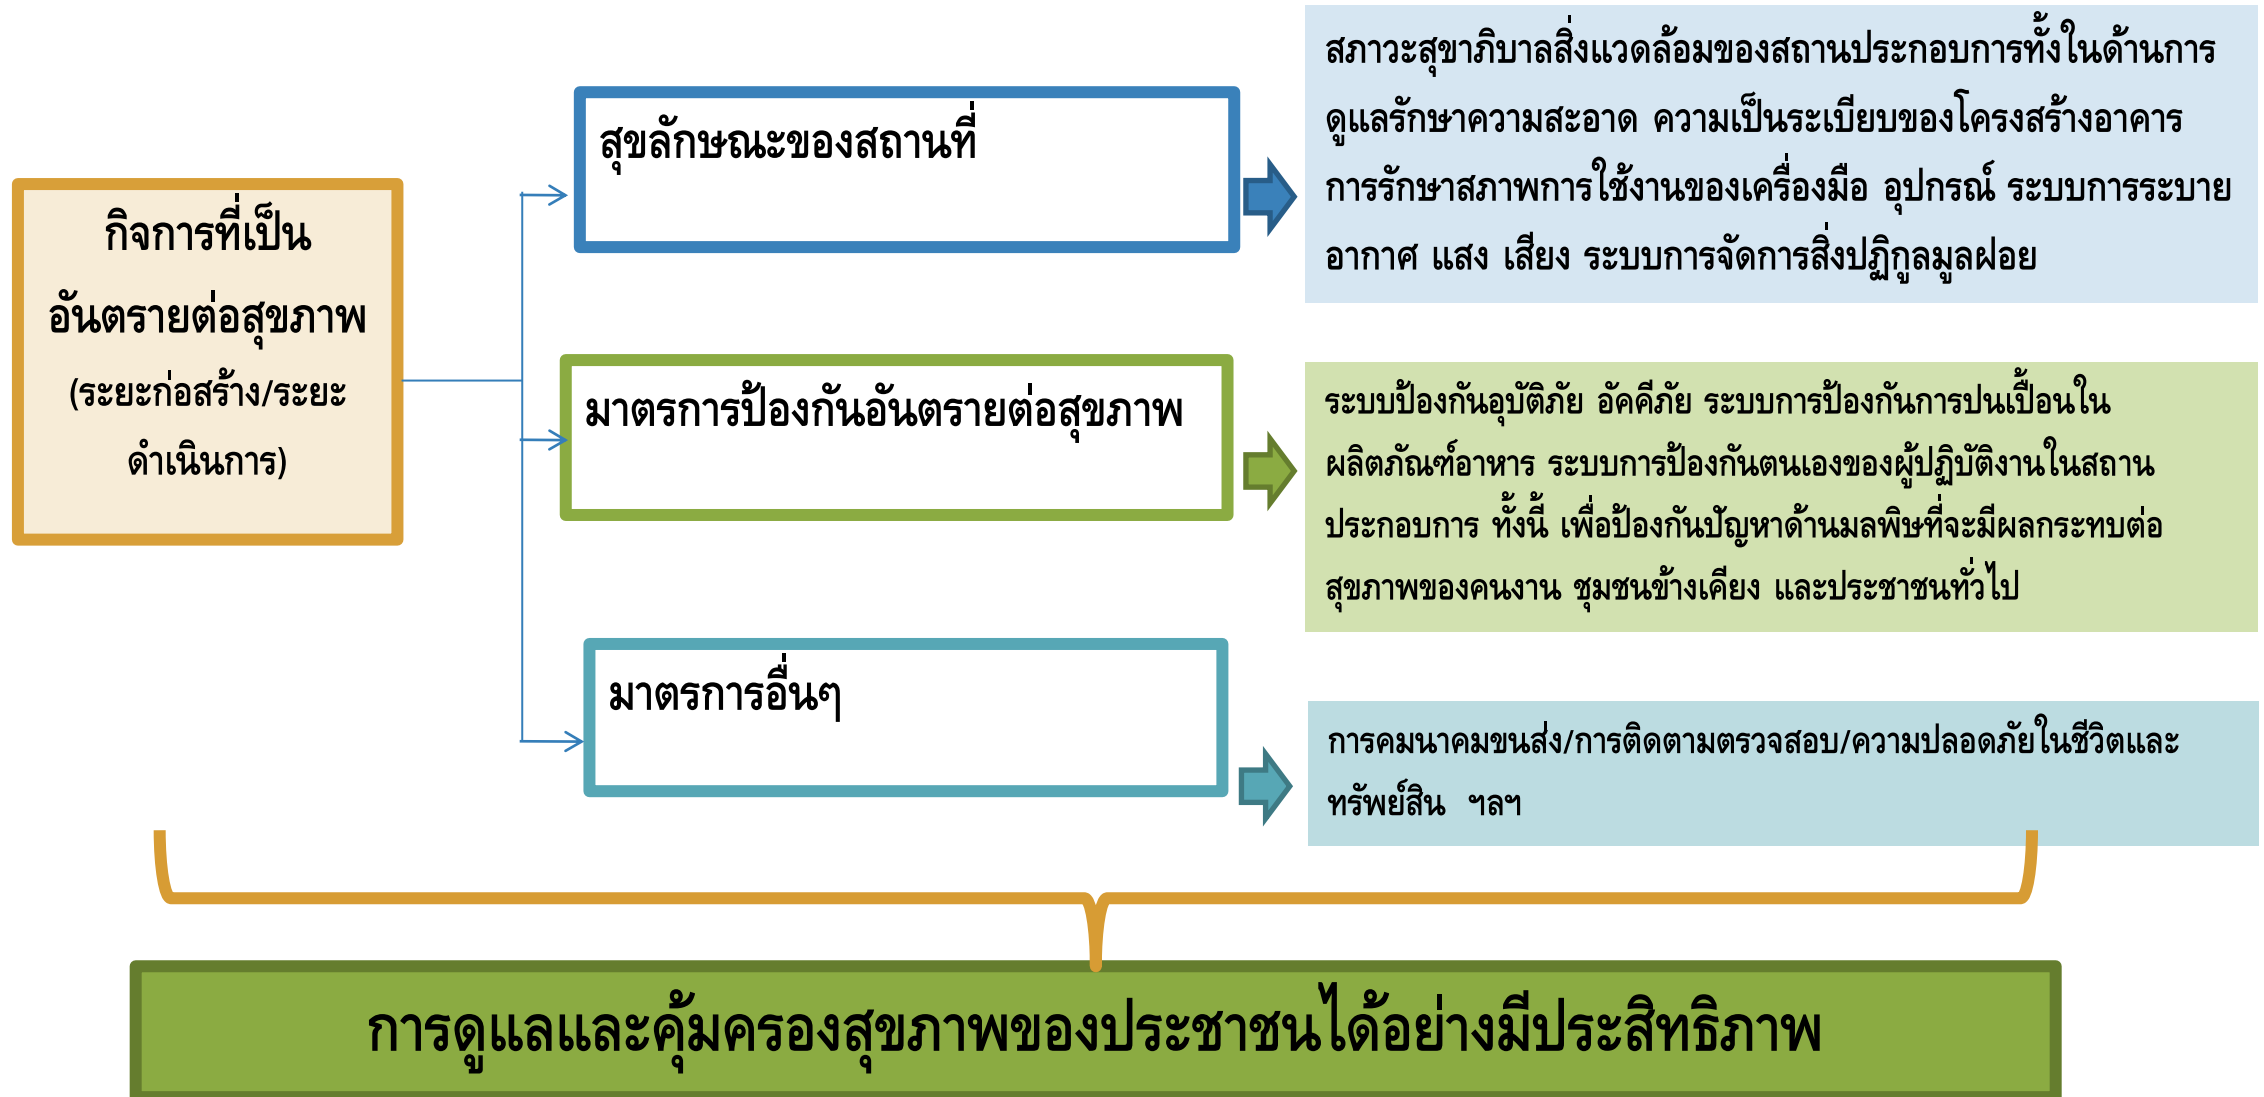 กิจการที่เป็น
อันตรายต่อสุขภาพ
(ระยะก่อสร้าง/ระยะ
ดำเนินการ)
สุขลักษณะของสถานที่
สภาวะสุขาภิบาลสิ่งแวดล้อมของสถานประกอบการทั้งในด้านการ
ดูแลรักษาความสะอาด ความเป็นระเบียบของโครงสร้างอาคาร
การรักษาสภาพการใช้งานของเครื่องมือ อุปกรณ์ ระบบการระบาย
อากาศ แสง เสียง ระบบการจัดการสิ่งปฏิกูลมูลฝอย
มาตรการป้องกันอันตรายต่อสุขภาพ
ระบบป้องกันอุบัติภัย อัคคีภัย ระบบการป้องกันการปนเปื้อนใน
ผลิตภัณฑ์อาหาร ระบบการป้องกันตนเองของผู้ปฏิบัติงานในสถาน
ประกอบการ ทั้งนี้ เพื่อป้องกันปัญหาด้านมลพิษที่จะมีผลกระทบต่อ
สุขภาพของคนงาน ชุมชนข้างเคียง และประชาชนทั่วไป
มาตรการอื่นๆ
การคมนาคมขนส่ง/การติดตามตรวจสอบ/ความปลอดภัยในชีวิตและ
ทรัพย์สิน ฯลฯ
การดูแลและคุ้มครองสุขภาพของประชาชนได้อย่างมีประสิทธิภาพ